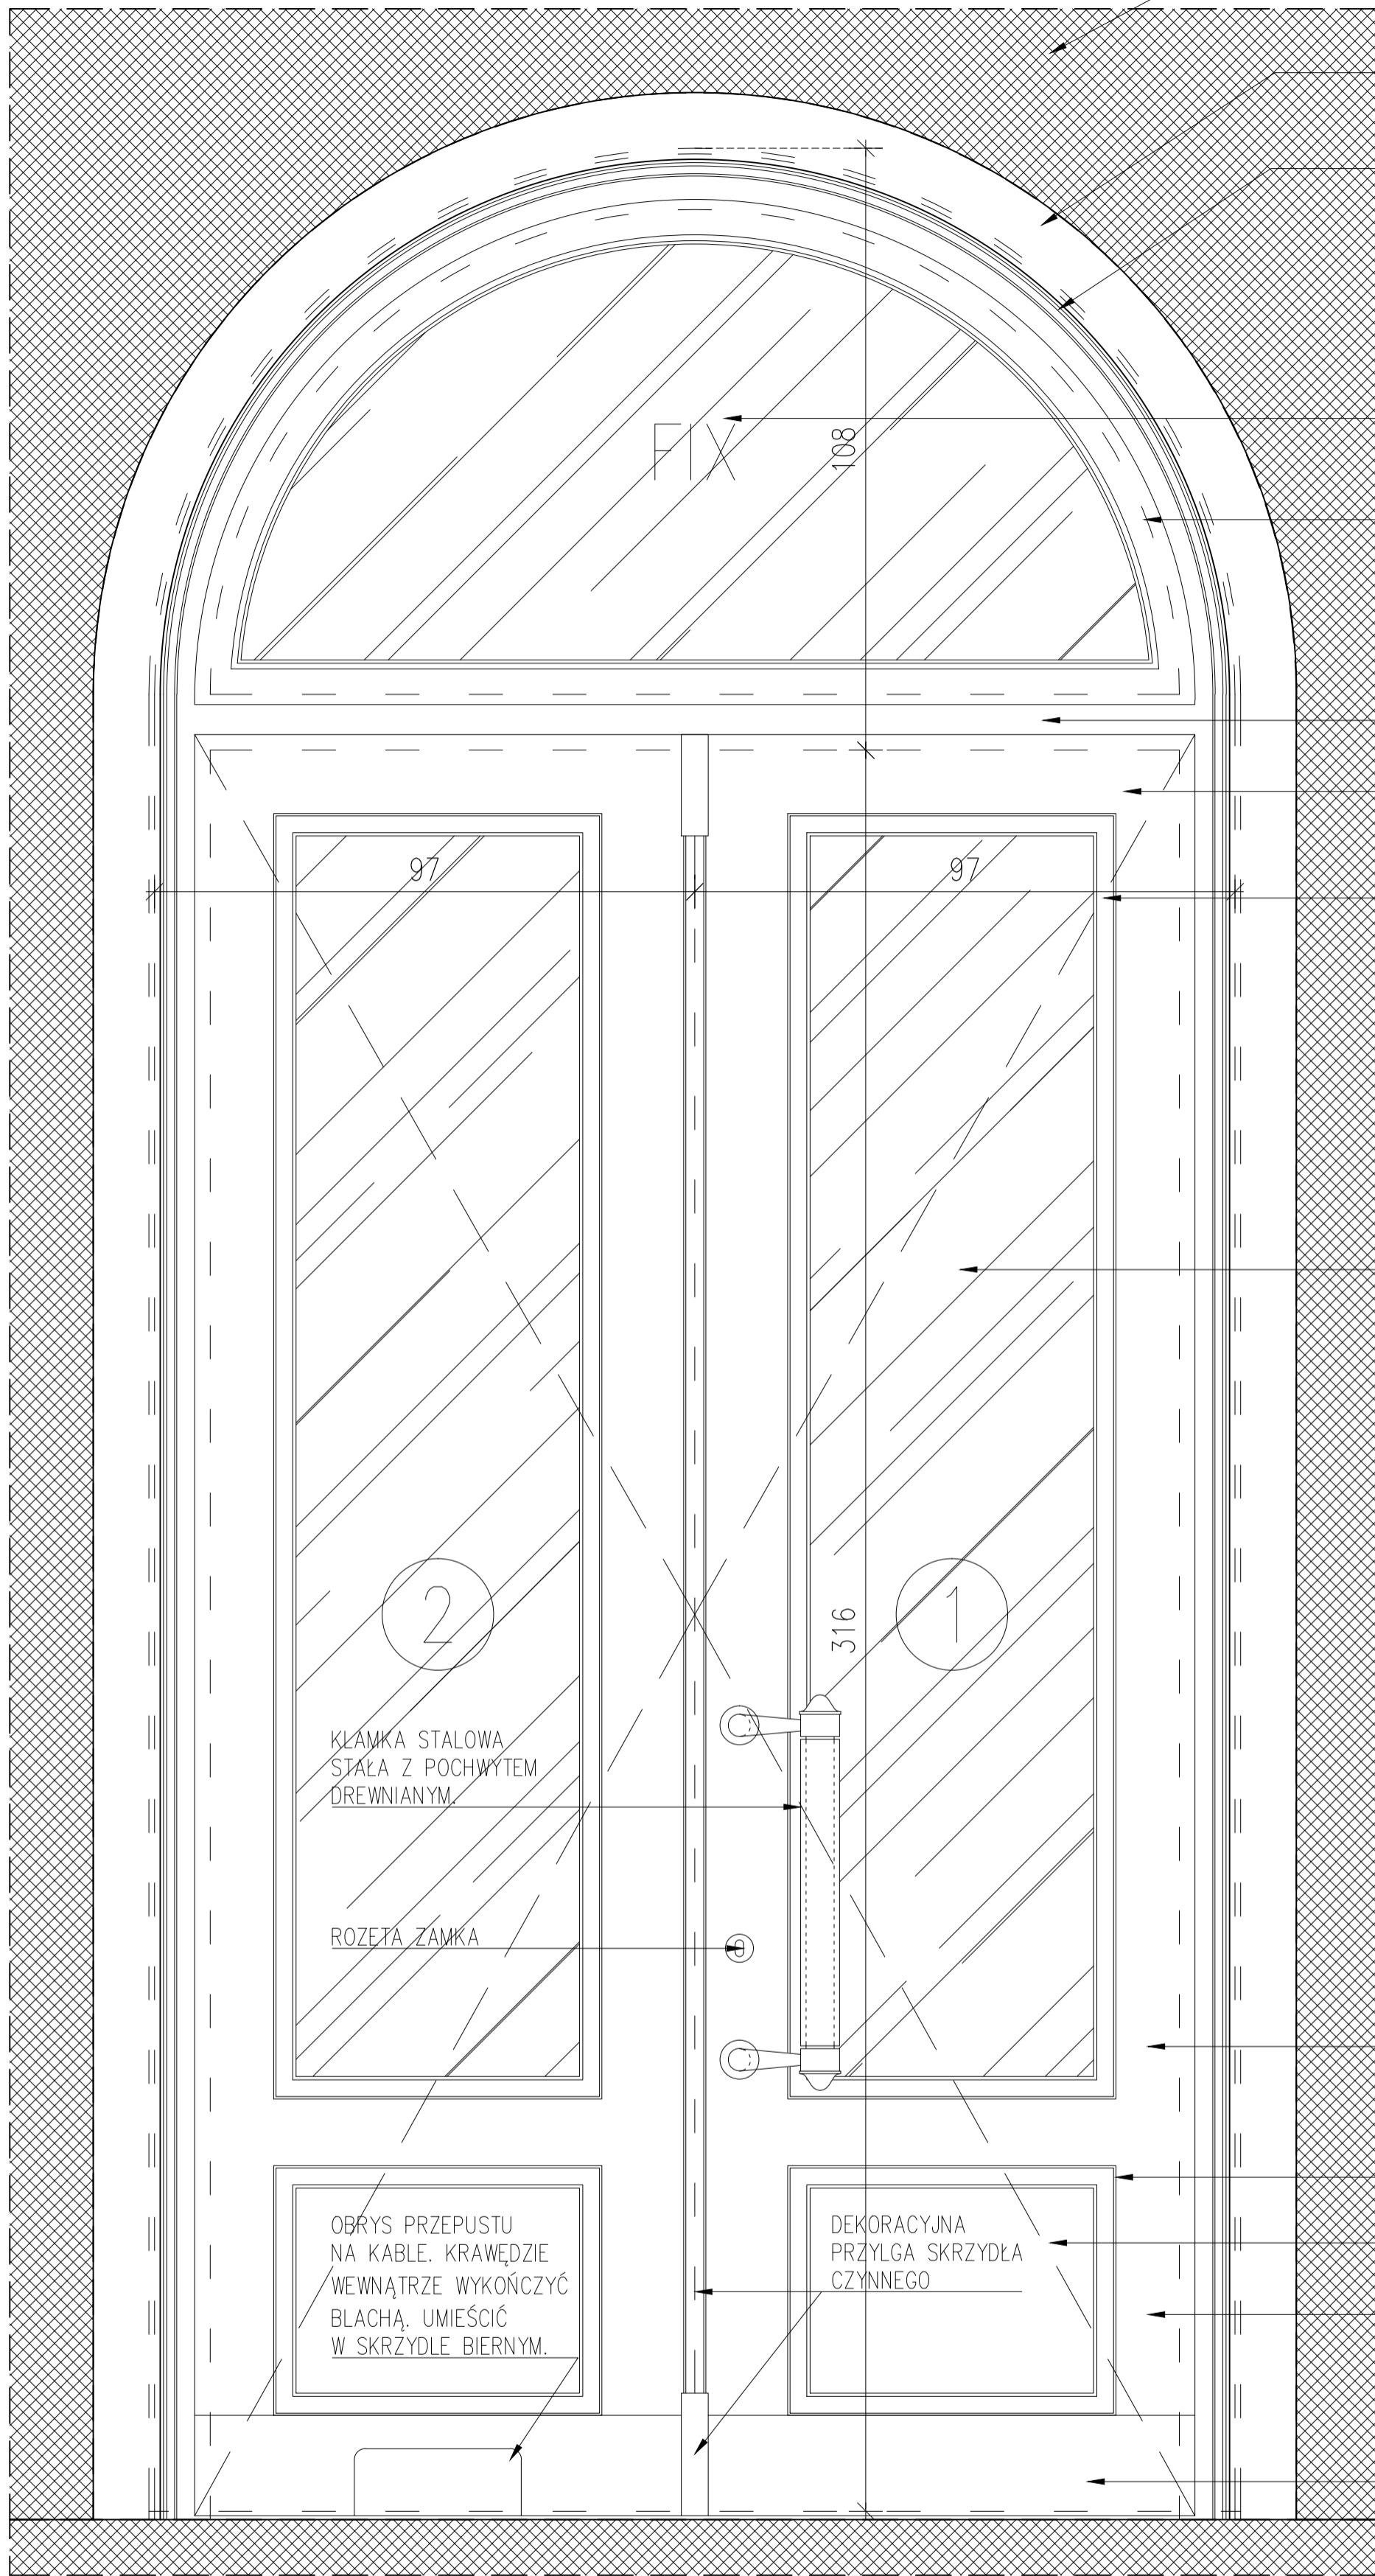 FIX
108
97
97
2
1
316
KLAMKA STALOWA
STAŁA Z POCHWYTEM
DREWNIANYM.
ROZETA ZAMKA
OBRYS PRZEPUSTU
NA KABLE. KRAWĘDZIE
WEWNĄTRZE WYKOŃCZYĆ
BLACHĄ. UMIEŚCIĆ
W SKRZYDLE BIERNYM.
DEKORACYJNA
PRZYLGA SKRZYDŁA
CZYNNEGO